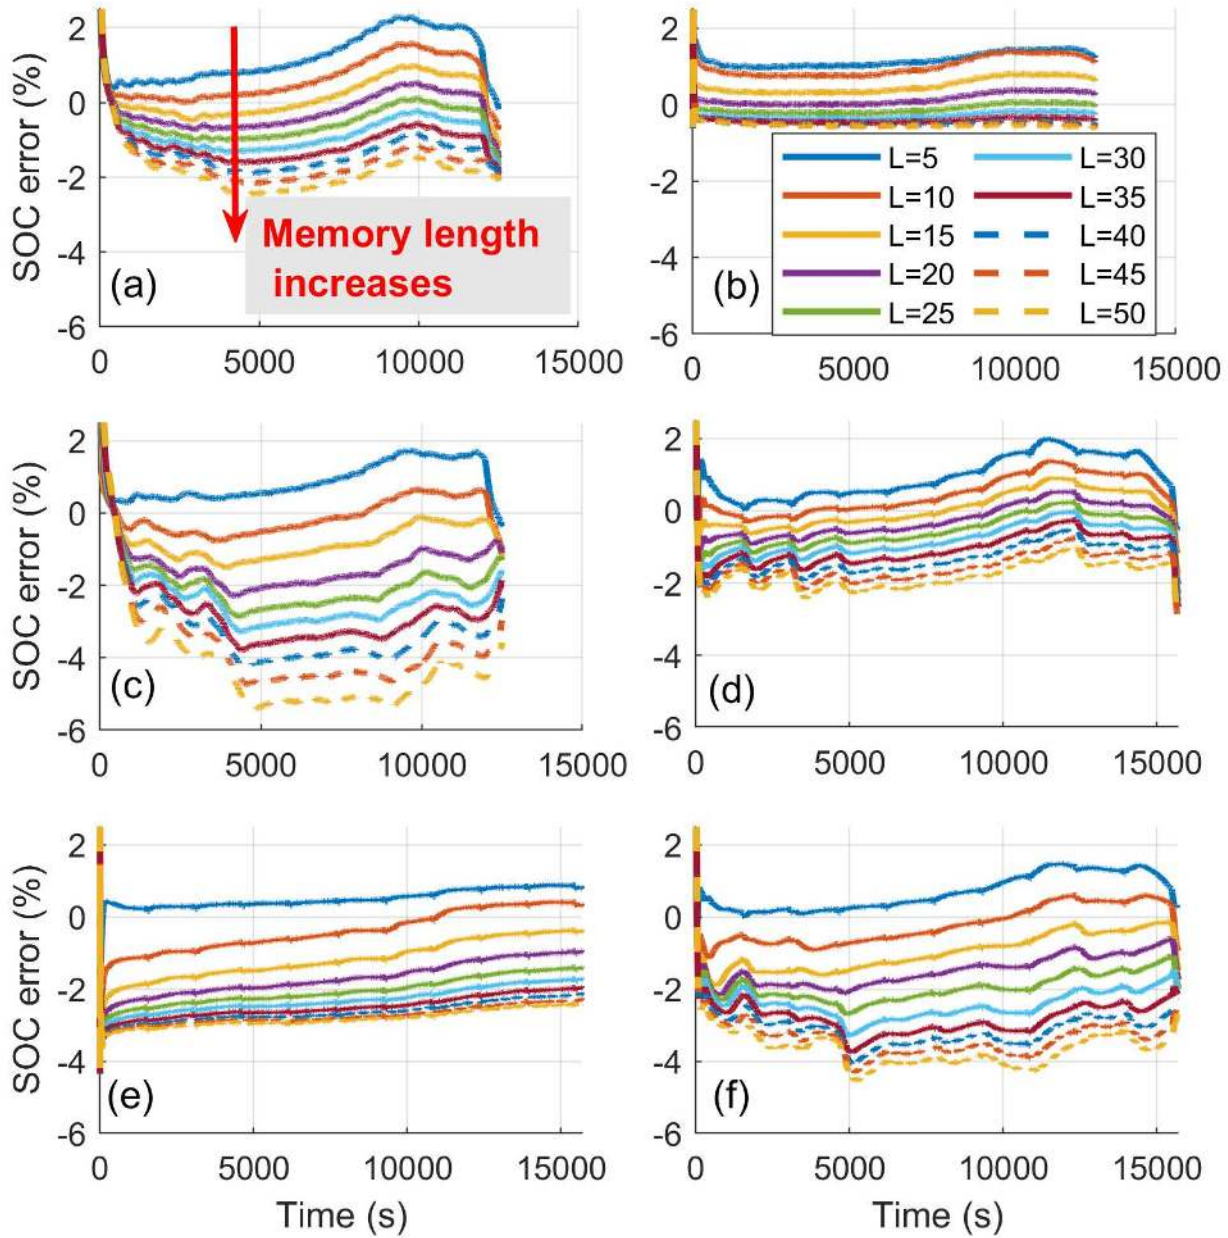 2
0
-2
-4
-6
SOC error (%)
(a)
Memory length
increases
0 5000 10000 15000
2
0
-2
-4
-6
(b)
L=5 L=30
L=10 L=35
L=15 L=40
L=20 L=45
L=25 L=50
0 5000 10000 15000
2
0
-2
-4
-6
SOC error (%)
(c)
0 5000 10000 15000
2
0
-2
-4
-6
(d)
0 5000 10000 15000
2
0
-2
-4
-6
SOC error (%)
(e)
0 5000 10000 15000
Time (s)
2
0
-2
-4
-6
(f)
0 5000 10000 15000
Time (s)